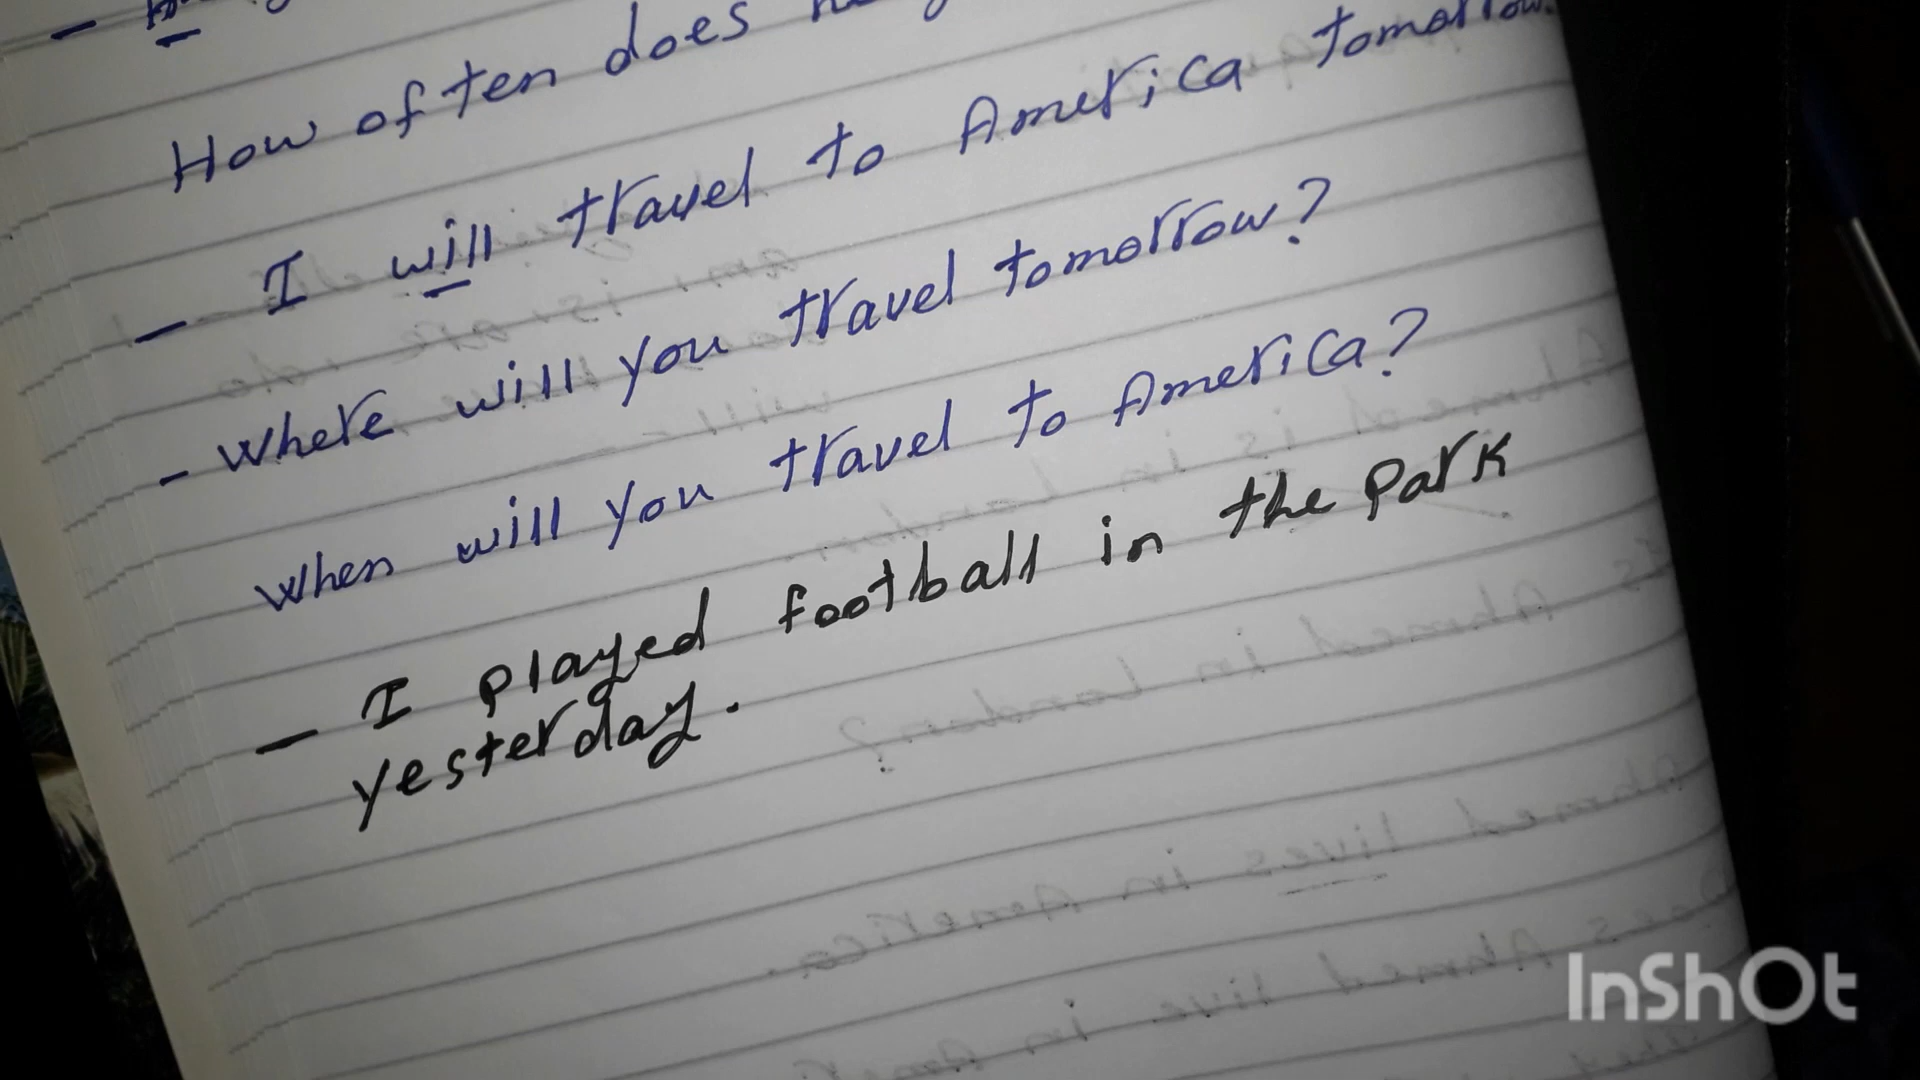 How often does
- I will travel to America tomorrow.
- Where will you travel tomorrow?
When will you travel to America?
- I played football in the park
yesterday.
InShOt